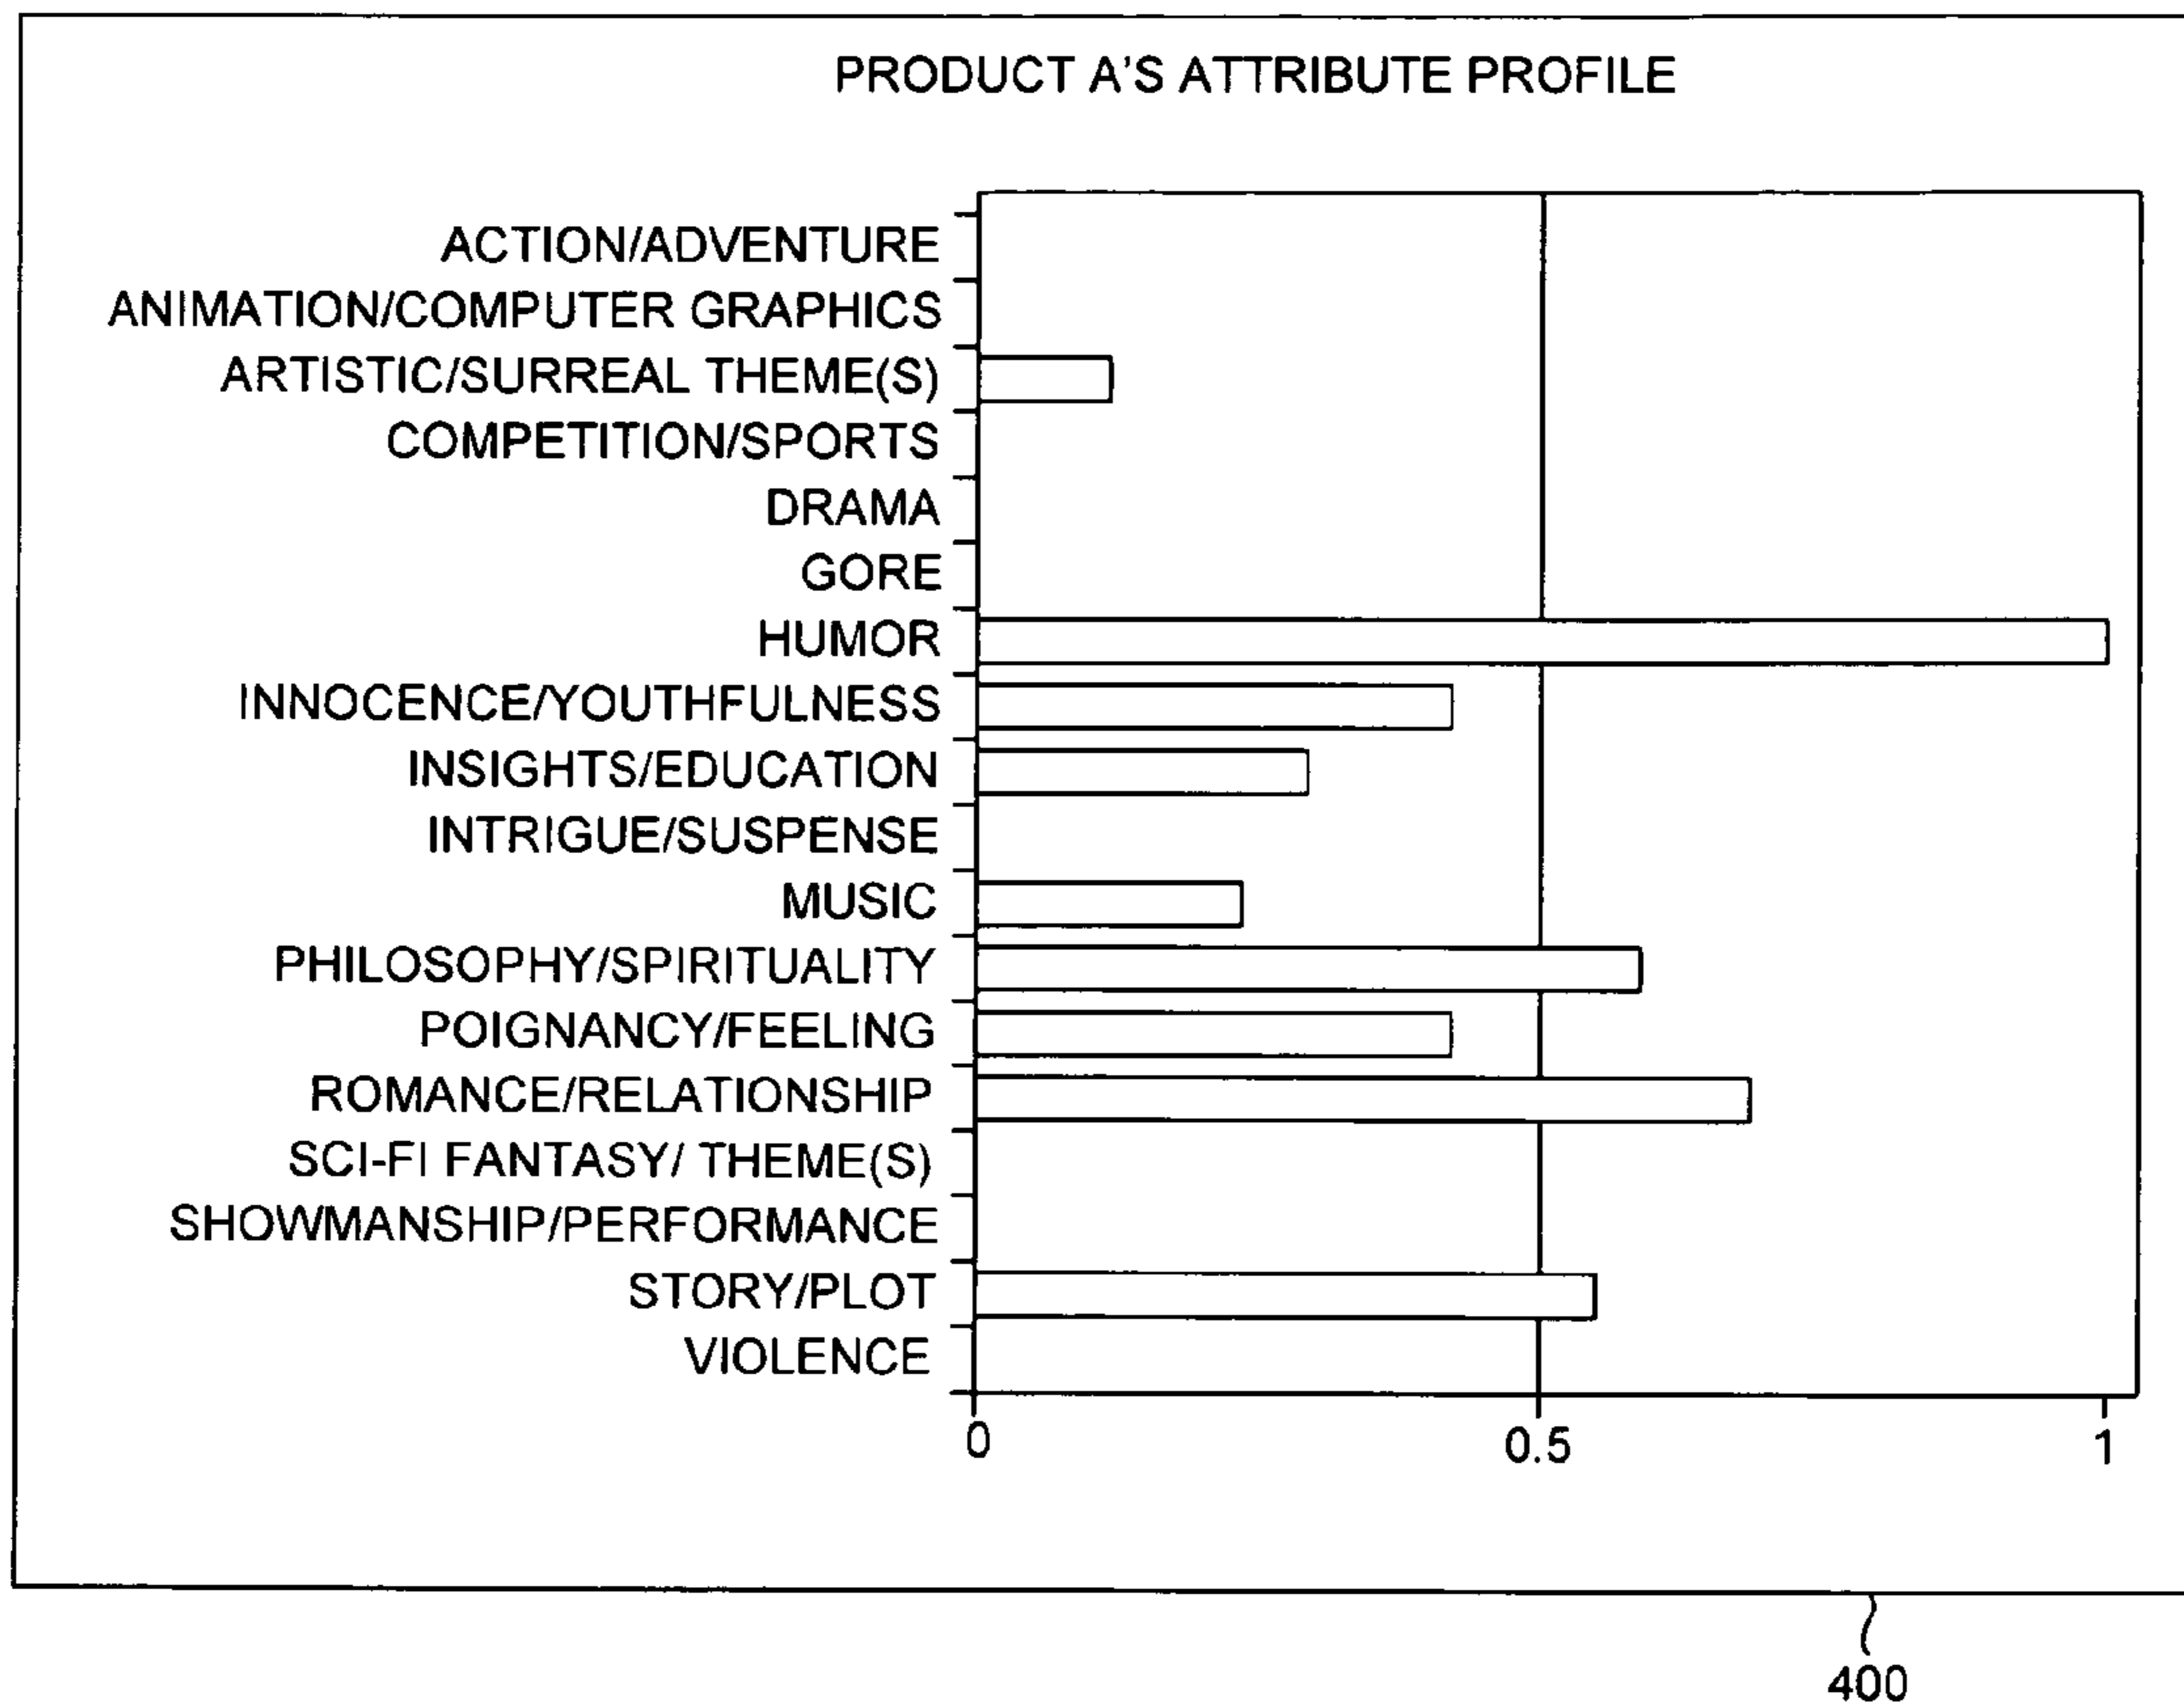 PRODUCT A'S ATTRIBUTE PROFILE
ACTION/ADVENTURE
ANIMATION/COMPUTER GRAPHICS
ARTISTIC/SURREAL THEME(S)
COMPETITION/SPORTS
DRAMA
GORE
HUMOR
INNOCENCE/YOUTHFULNESS
INSIGHTS/EDUCATION
INTRIGUE/SUSPENSE
MUSIC
PHILOSOPHY/SPIRITUALITY
POIGNANCY/FEELING
ROMANCE/RELATIONSHIP
SCI-FI FANTASY/ THEME(S)
SHOWMANSHIP/PERFORMANCE
STORY/PLOT
VIOLENCE
0 0.5 1
400